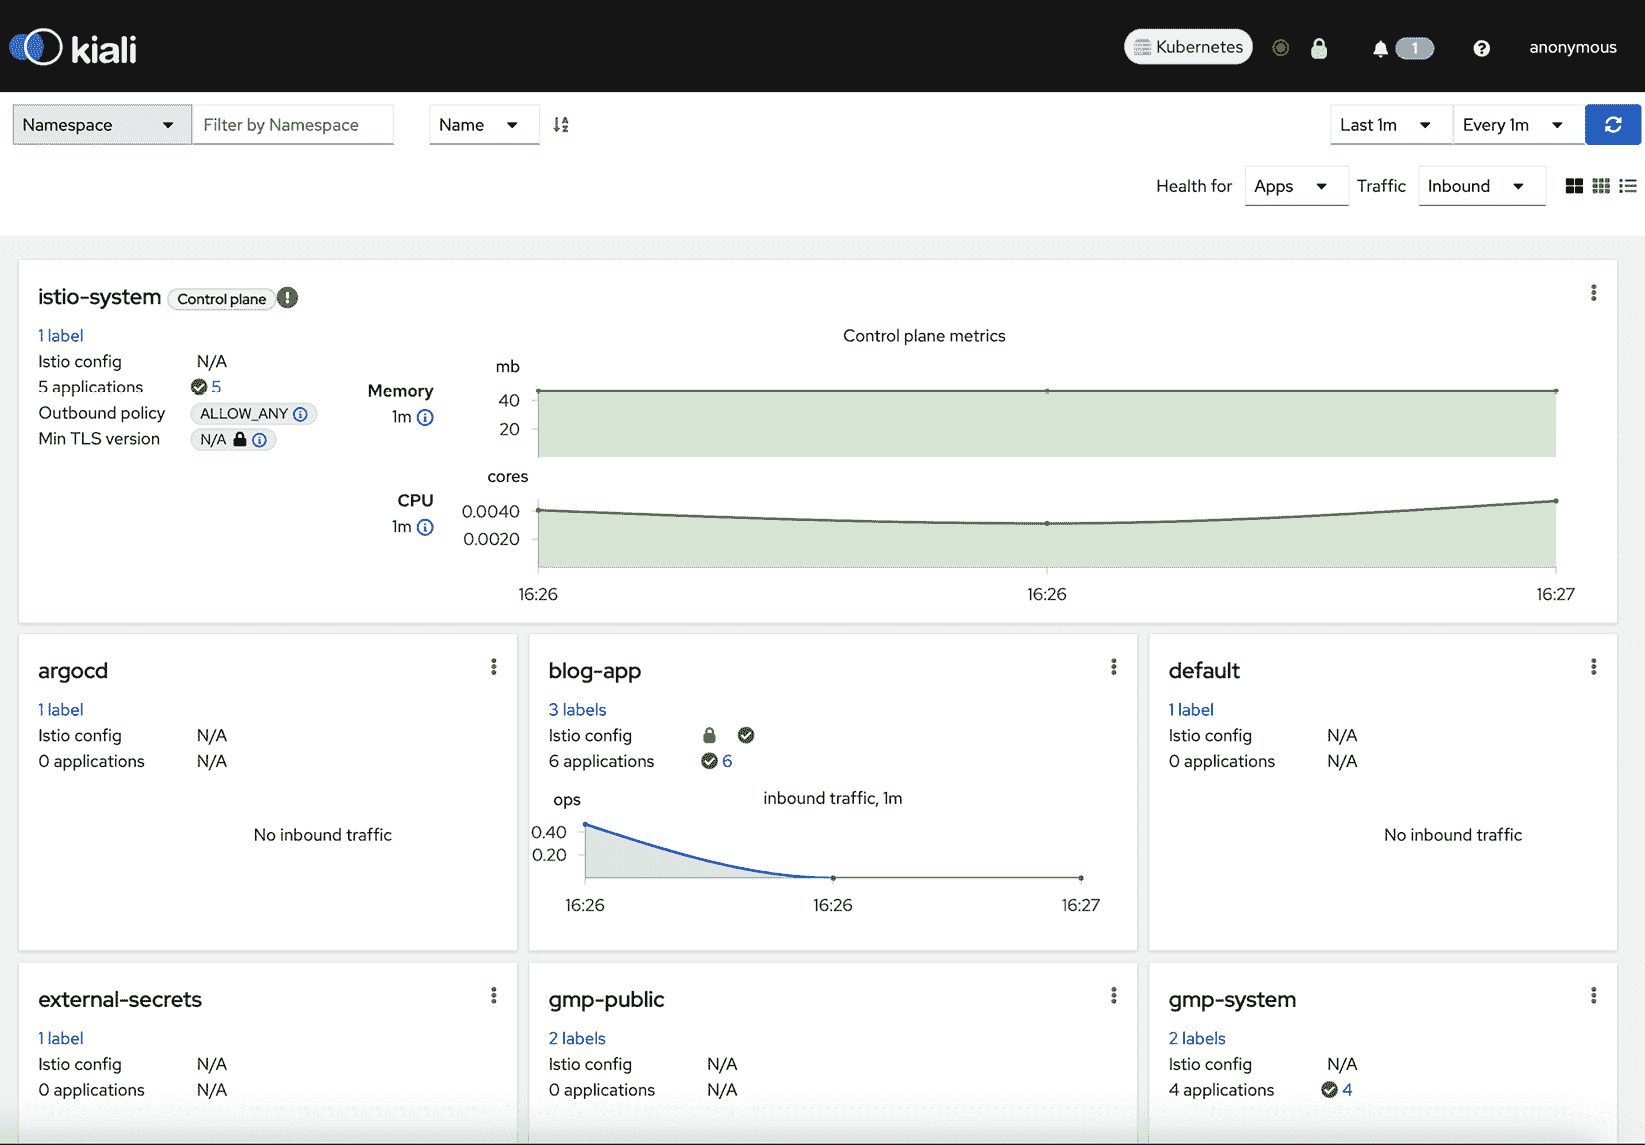 kiali
Kubernetes
1
anonymous
Namespace
Filter by Namespace
Name
Last 1m
Every 1m
Health for
Apps
Traffic
Inbound
istio-system
Control plane
1 label
Istio config
N/A
5 applications
5
Outbound policy
ALLOW_ANY
Min TLS version
N/A
Control plane metrics
mb
Memory
1m
40
20
cores
CPU
1m
0.0040
0.0020
16:26
16:26
16:27
argocd
1 label
Istio config
N/A
0 applications
N/A
No inbound traffic
blog-app
3 labels
Istio config
6 applications
6
ops
inbound traffic, 1m
0.40
0.20
16:26
16:26
16:27
default
1 label
Istio config
N/A
0 applications
N/A
No inbound traffic
external-secrets
1 label
Istio config
N/A
0 applications
N/A
gmp-public
2 labels
Istio config
N/A
0 applications
N/A
gmp-system
2 labels
Istio config
N/A
4 applications
4